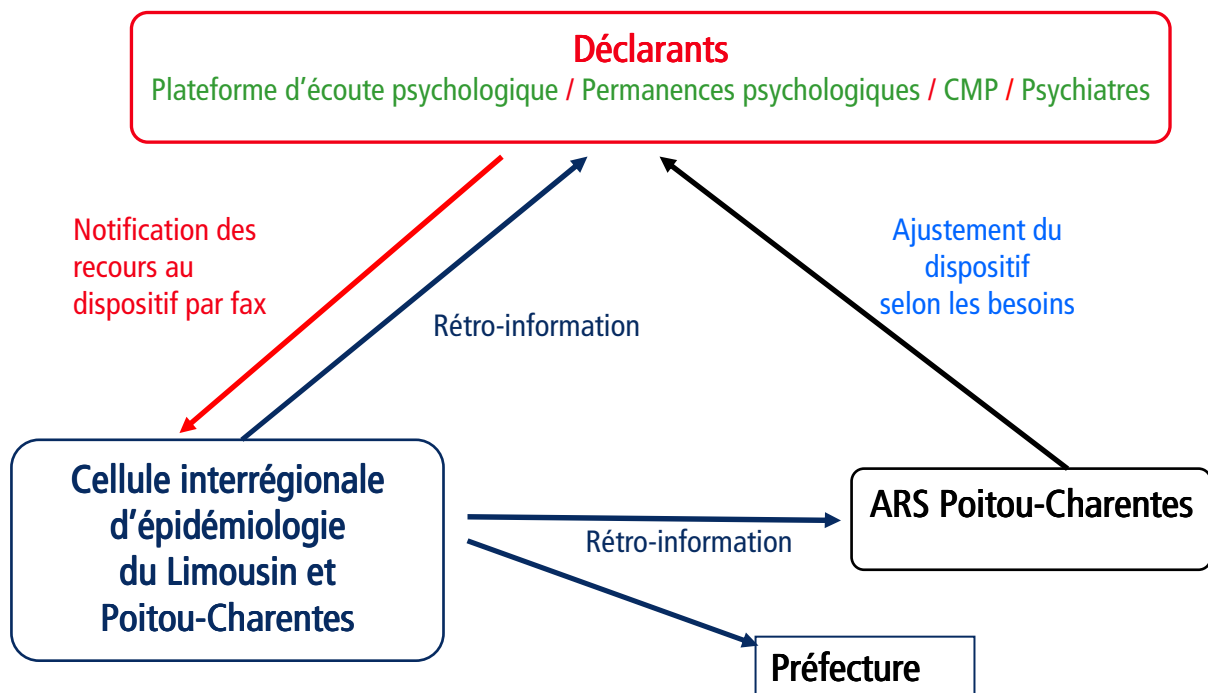 Déclarants
Plateforme d'écoute psychologique / Permanences psychologiques / CMP / Psychiatres
Notification des
recours au
dispositif par fax
Rétro-information
Ajustement du
dispositif
selon les besoins
Cellule interrégionale
d'épidémiologie
du Limousin et
Poitou-Charentes
Rétro-information
ARS Poitou-Charentes
Préfecture